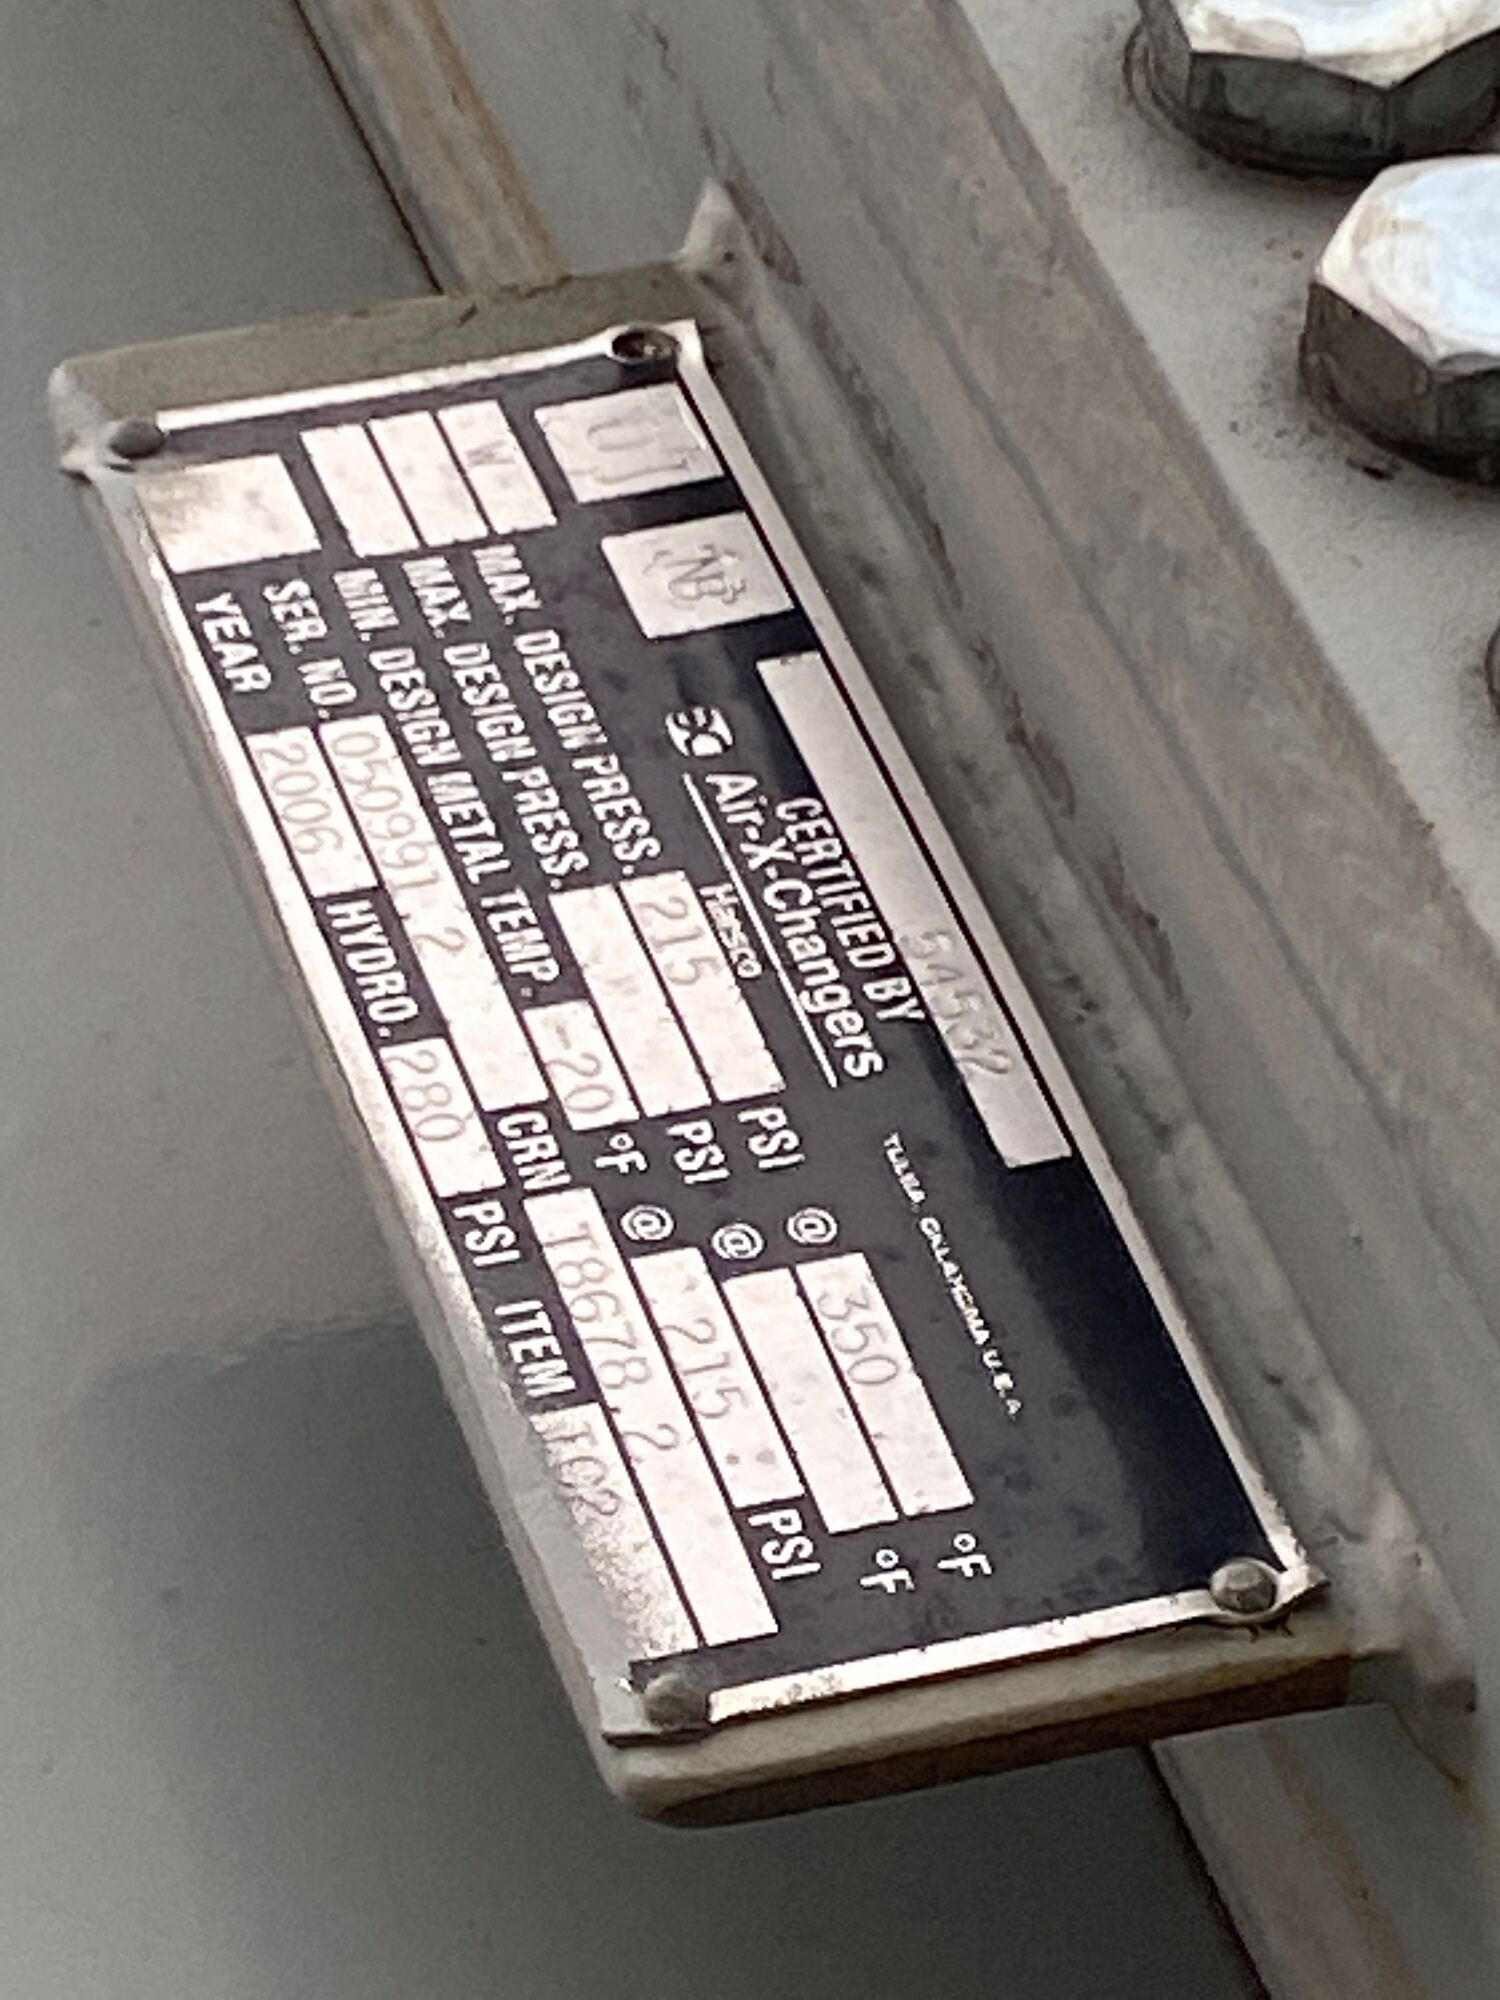 NB 54532
CERTIFIED BY
Air-X-Changers
Harsco
TULSA, OKLAHOMA U.S.A.
W MAX. DESIGN PRESS. 215 PSI @ 350 °F
MAX. DESIGN PRESS. PSI @ °F
MIN. DESIGN METAL TEMP. -20 °F @ 215 PSI
SER. NO. 050991.2 CRN T8678.2
YEAR 2006 HYDRO. 280 PSI ITEM TC2